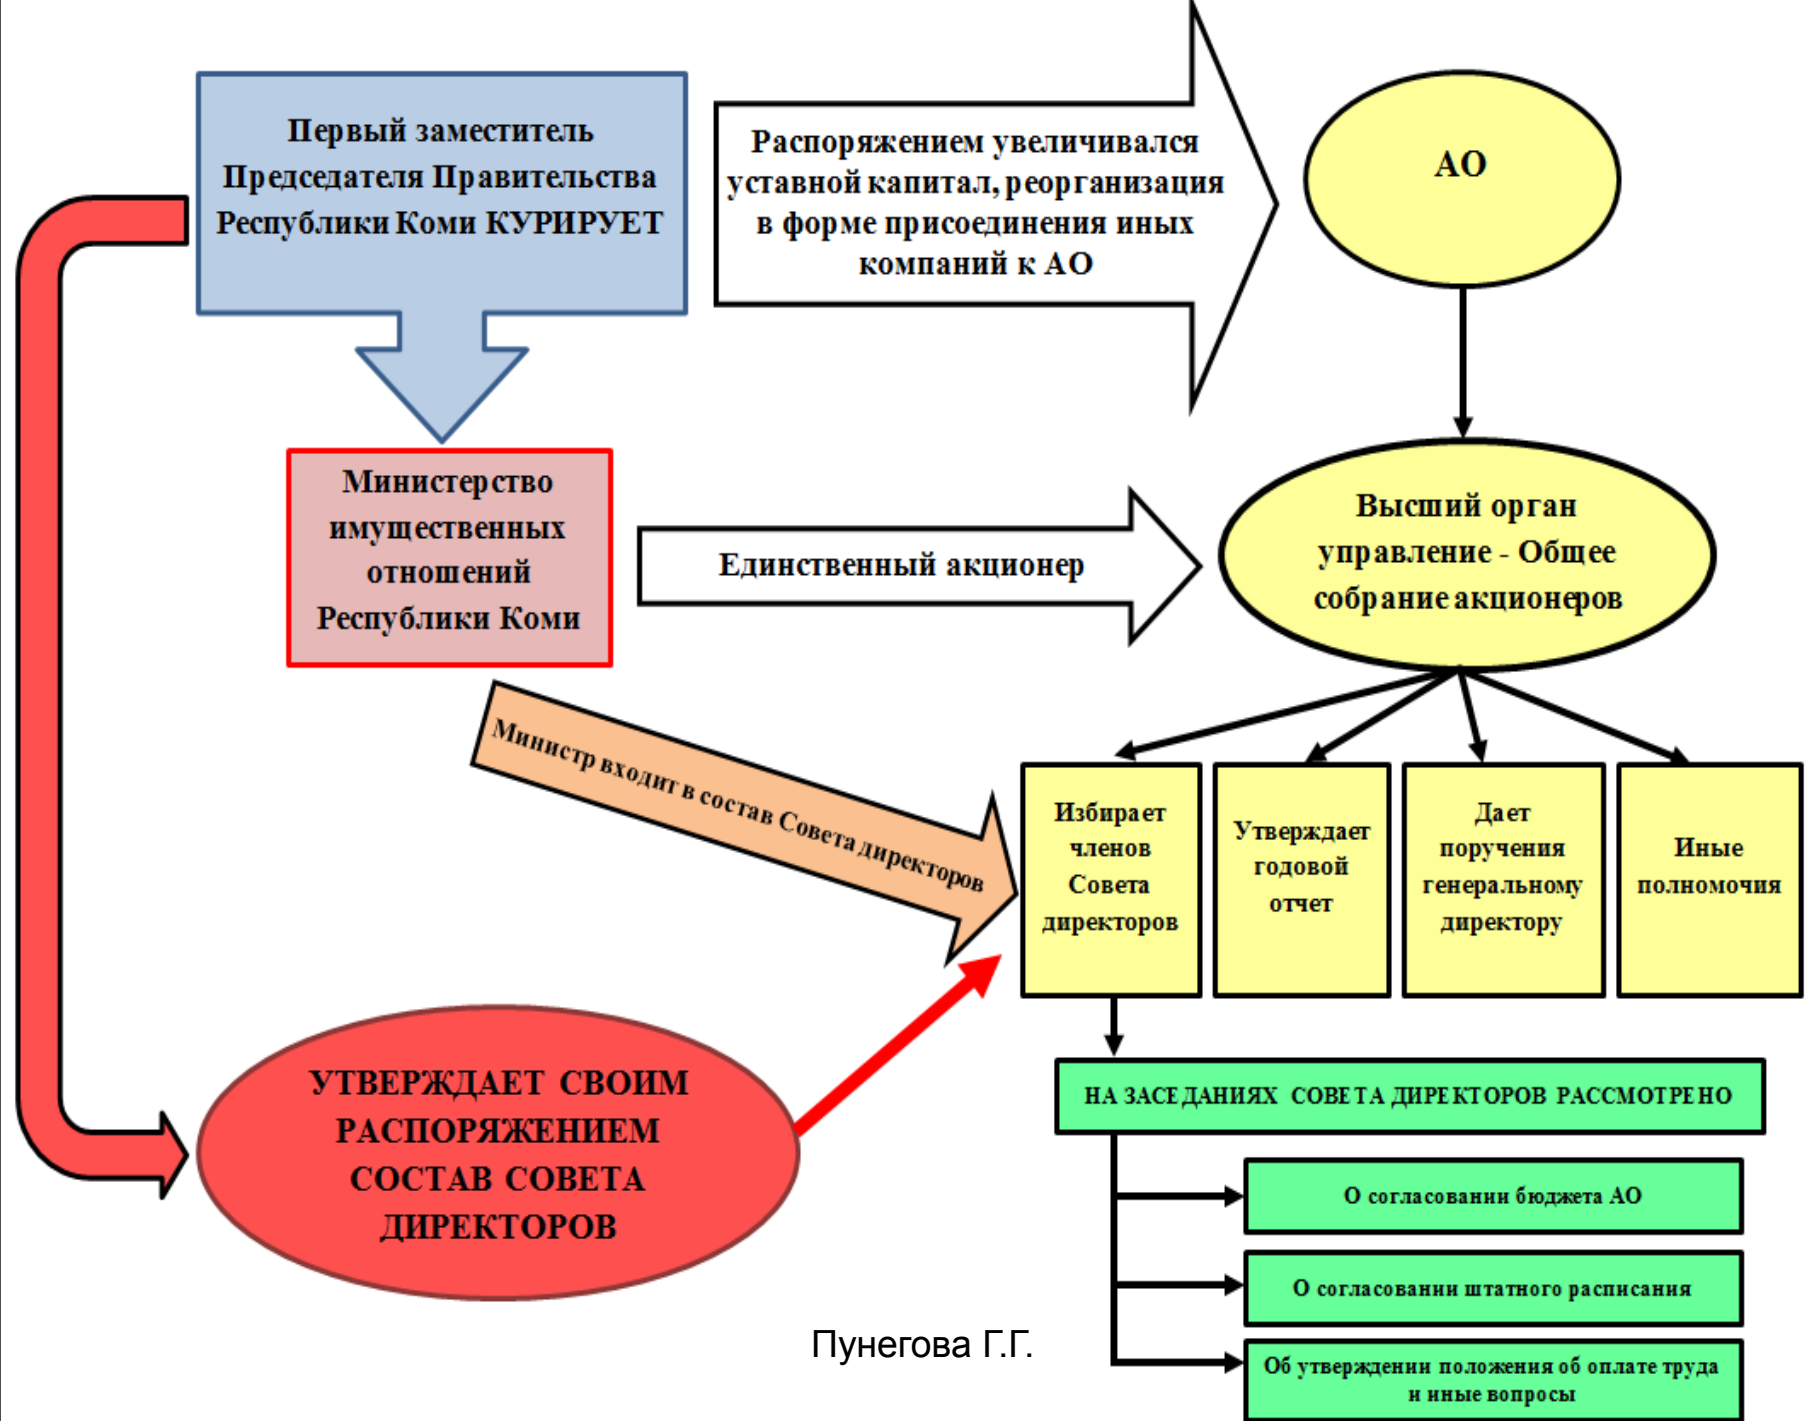 Первый заместитель
Председателя Правительства
Республики Коми КУРИРУЕТ
Распоряжением увеличивался
уставной капитал, реорганизация
в форме присоединения иных
компаний к АО
АО
Министерство
имущественных
отношений
Республики Коми
Единственный акционер
Высший орган
управление - Общее
собрание акционеров
Министр входит в состав Совета директоров
Избирает
членов
Совета
директоров
Утверждает
годовой
отчет
Дает
поручения
генеральному
директору
Иные
полномочия
УТВЕРЖДАЕТ СВОИМ
РАСПОРЯЖЕНИЕМ
СОСТАВ СОВЕТА
ДИРЕКТОРОВ
НА ЗАСЕДАНИЯХ СОВЕТА ДИРЕКТОРОВ РАССМОТРЕНО
О согласовании бюджета АО
О согласовании штатного расписания
Об утверждении положения об оплате труда
и иные вопросы
Пунегова Г.Г.